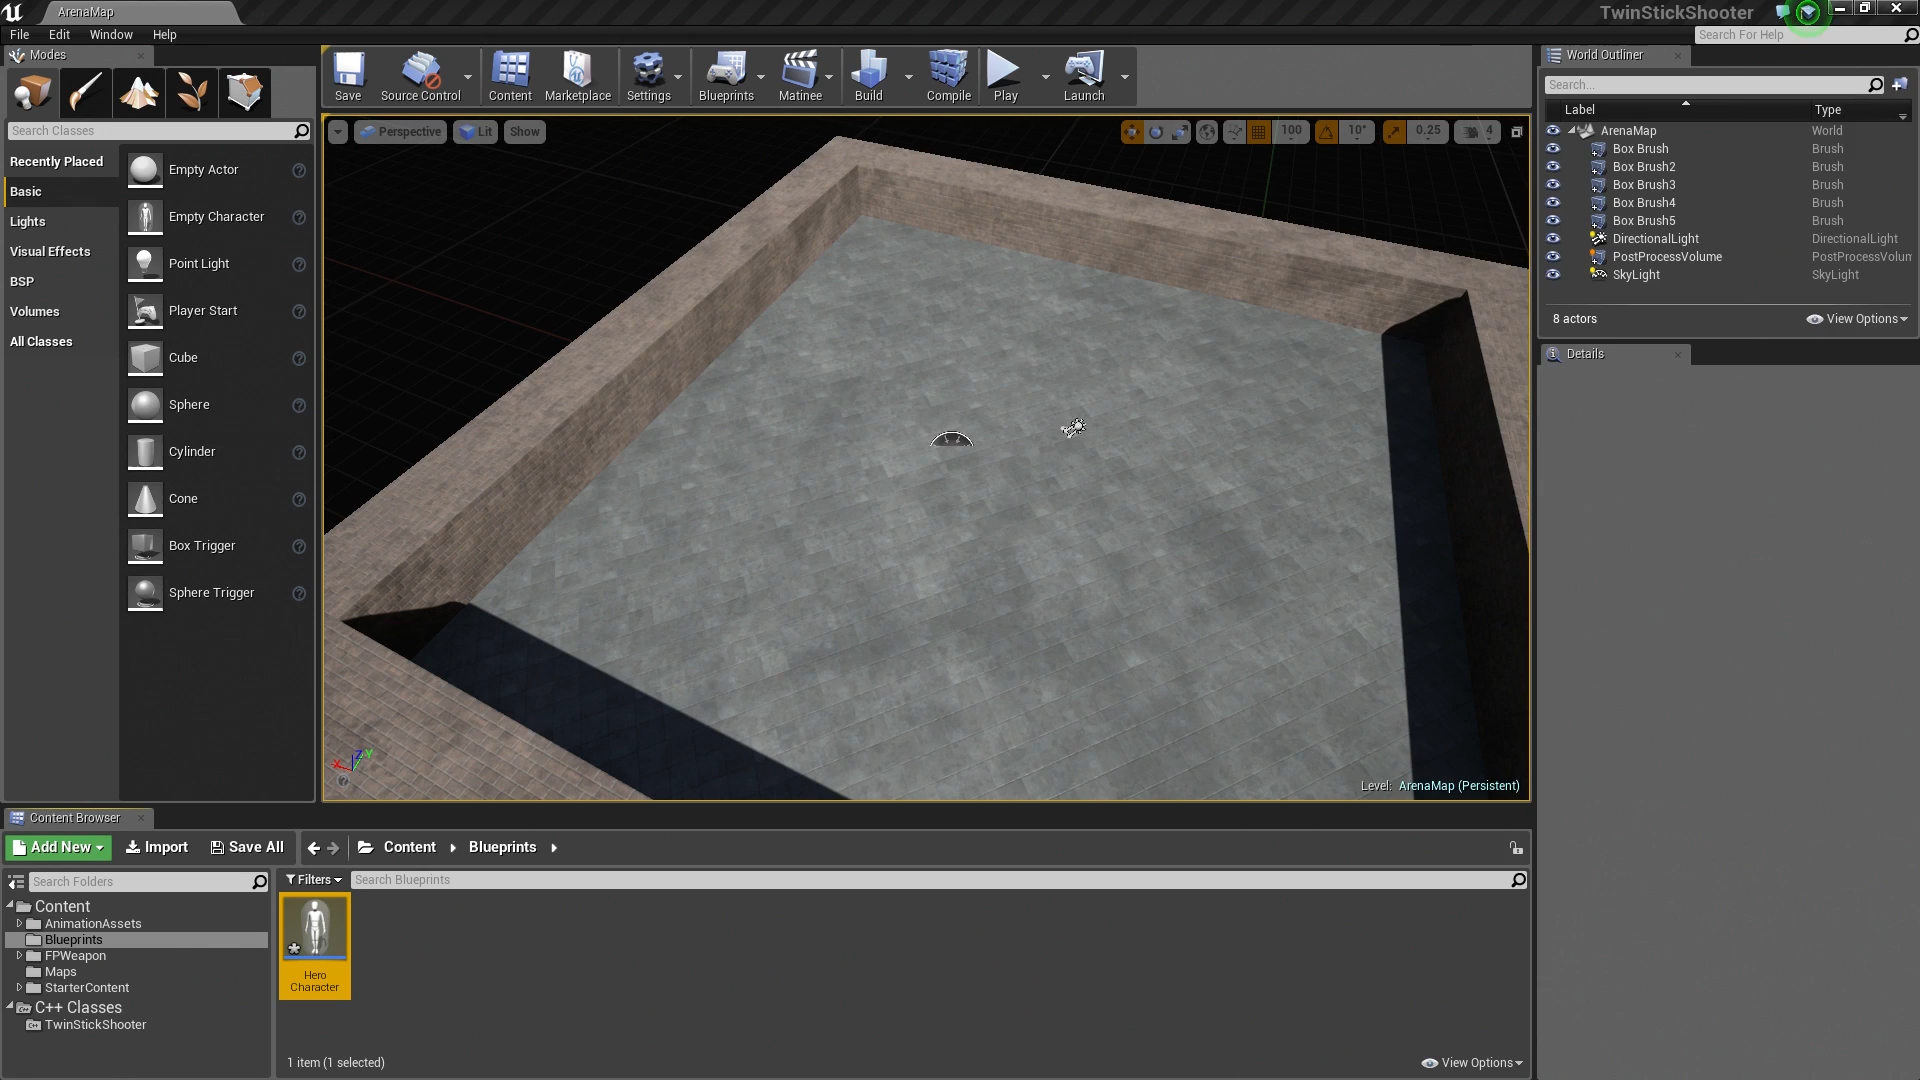 ArenaMap
TwinStickShooter
File Edit Window Help
Search For Help
Modes
Search Classes
Recently Placed
Basic
Lights
Visual Effects
BSP
Volumes
All Classes
Empty Actor
Empty Character
Point Light
Player Start
Cube
Sphere
Cylinder
Cone
Box Trigger
Sphere Trigger
Save
Source Control
Content
Marketplace
Settings
Blueprints
Matinee
Build
Compile
Play
Launch
Perspective Lit Show
100 10° 0.25 4
X Z Y
Level: ArenaMap (Persistent)
World Outliner
Search...
Label Type
ArenaMap World
Box Brush Brush
Box Brush2 Brush
Box Brush3 Brush
Box Brush4 Brush
Box Brush5 Brush
DirectionalLight DirectionalLight
PostProcessVolume PostProcessVolum
SkyLight SkyLight
8 actors View Options
Details
Content Browser
Add New Import Save All Content Blueprints
Search Folders
Content
AnimationAssets
Blueprints
FPWeapon
Maps
StarterContent
C++ Classes
TwinStickShooter
Filters Search Blueprints
Hero
Character
1 item (1 selected) View Options